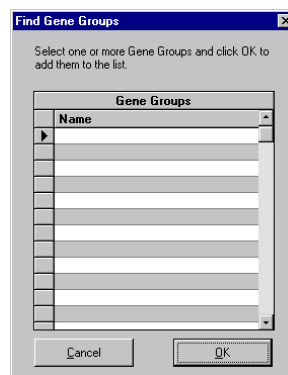 Find Gene Groups
Select one or more Gene Groups and click OK to
add them to the list.
Gene Groups
Name
Cancel
OK